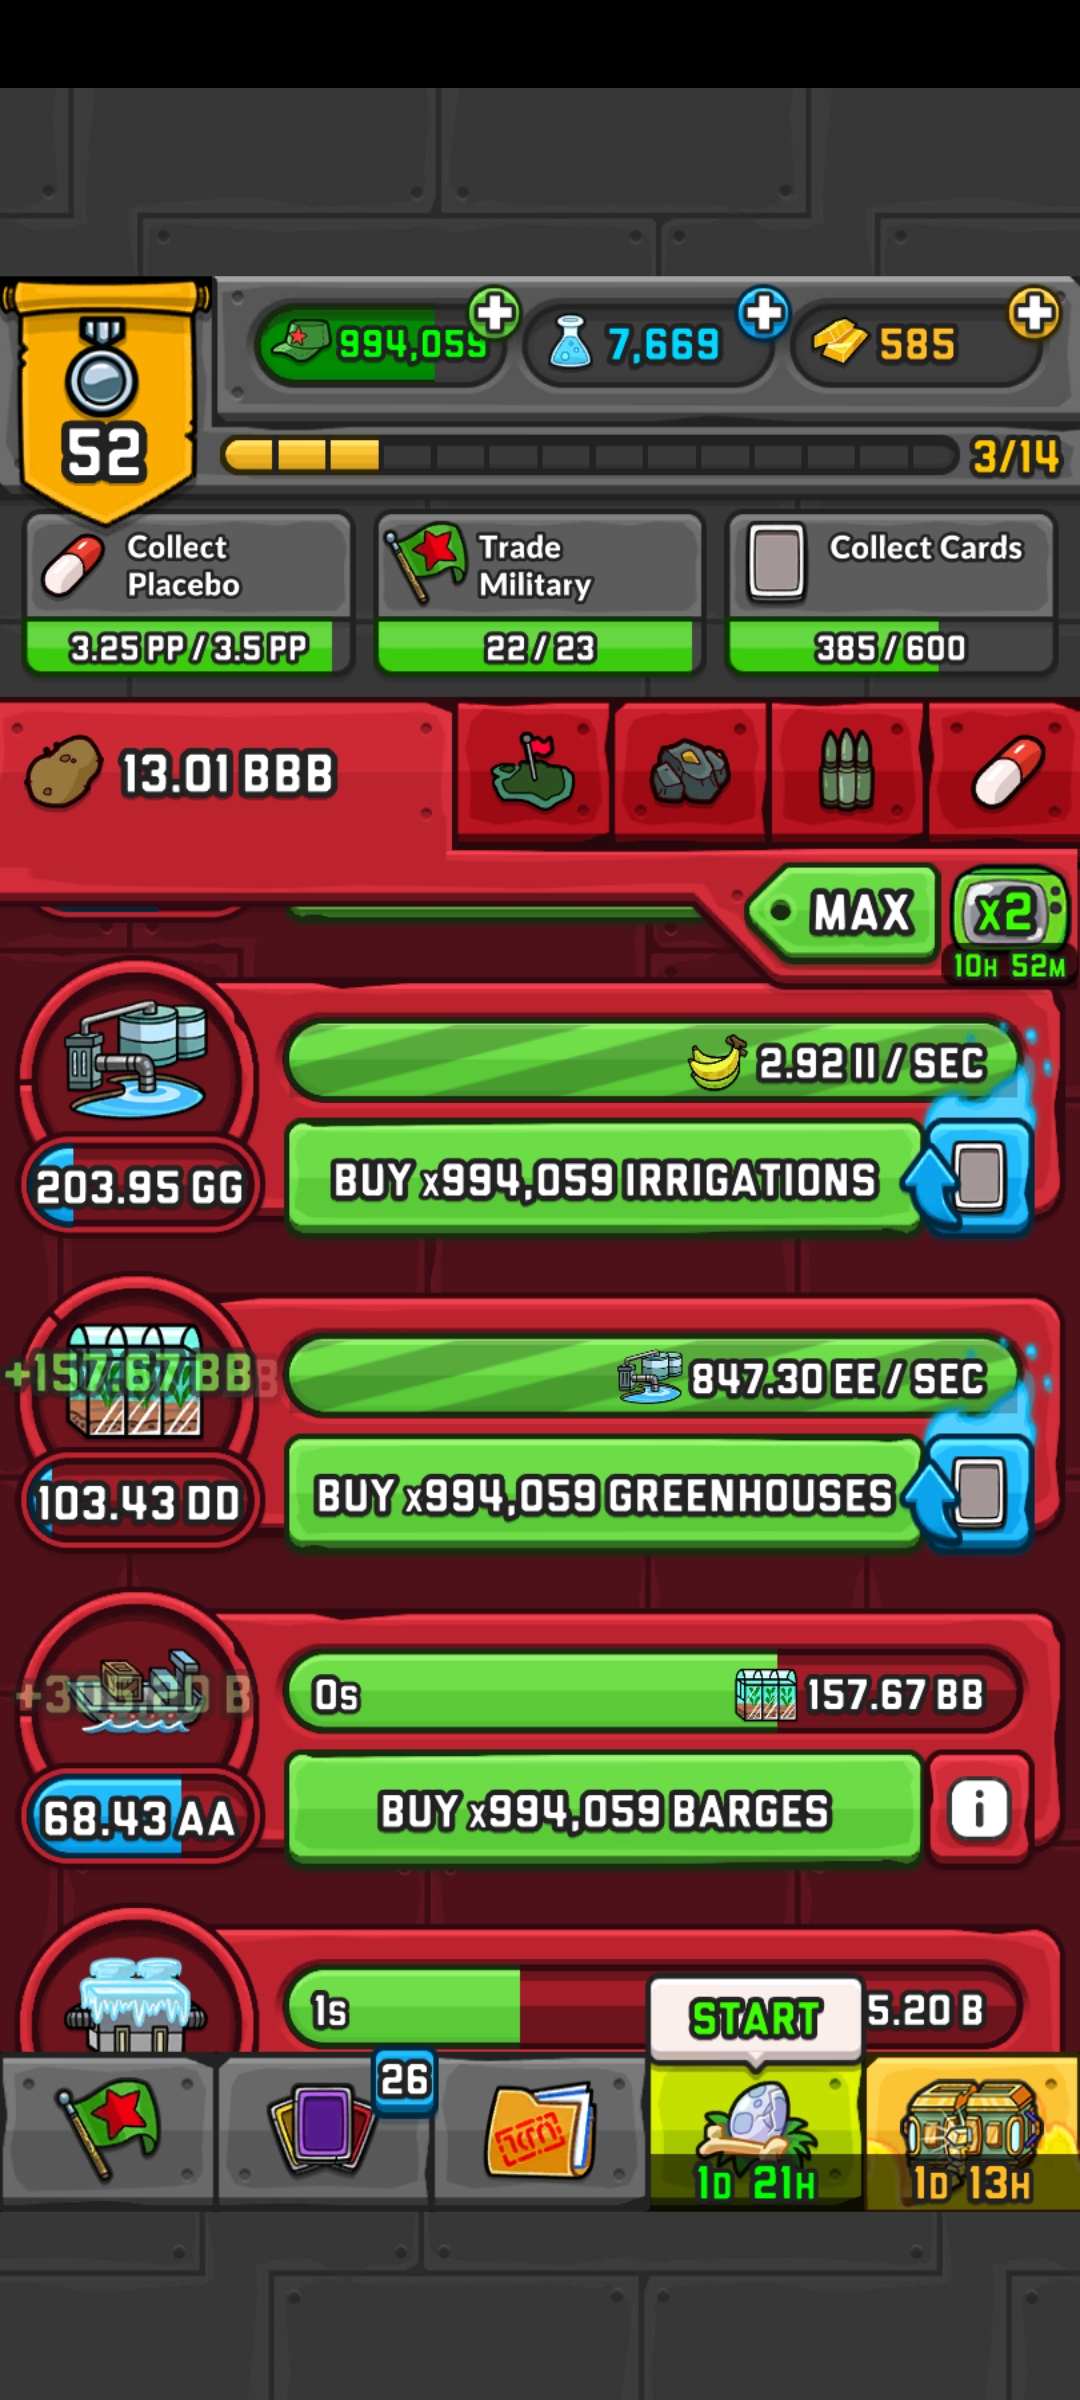 994,059
7,669
585
52
3/14
Collect
Placebo
3.25 PP / 3.5 PP
Trade
Military
22 / 23
Collect Cards
385 / 600
13.01 BBB
MAX
x2
10H 52M
2.92 II / SEC
203.95 GG
BUY x994,059 IRRIGATIONS
+157.67 BB
847.30 EE / SEC
103.43 DD
BUY x994,059 GREENHOUSES
0s
157.67 BB
68.43 AA
BUY x994,059 BARGES
i
1s
5.20 B
START
26
1D 21H
1D 13H